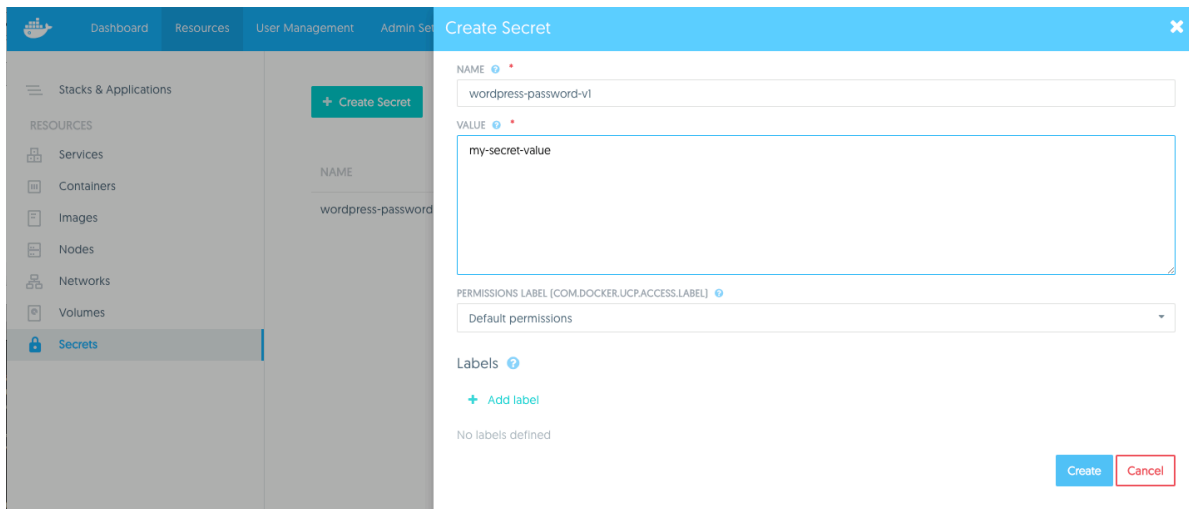 Dashboard Resources User Management Admin Set
Stacks & Applications
RESOURCES
Services
Containers
Images
Nodes
Networks
Volumes
Secrets
+ Create Secret
NAME
wordpress-password
Create Secret
NAME *
wordpress-password-v1
VALUE *
my-secret-value
PERMISSIONS LABEL [COM.DOCKER.UCP.ACCESS.LABEL]
Default permissions
Labels
+ Add label
No labels defined
Create Cancel